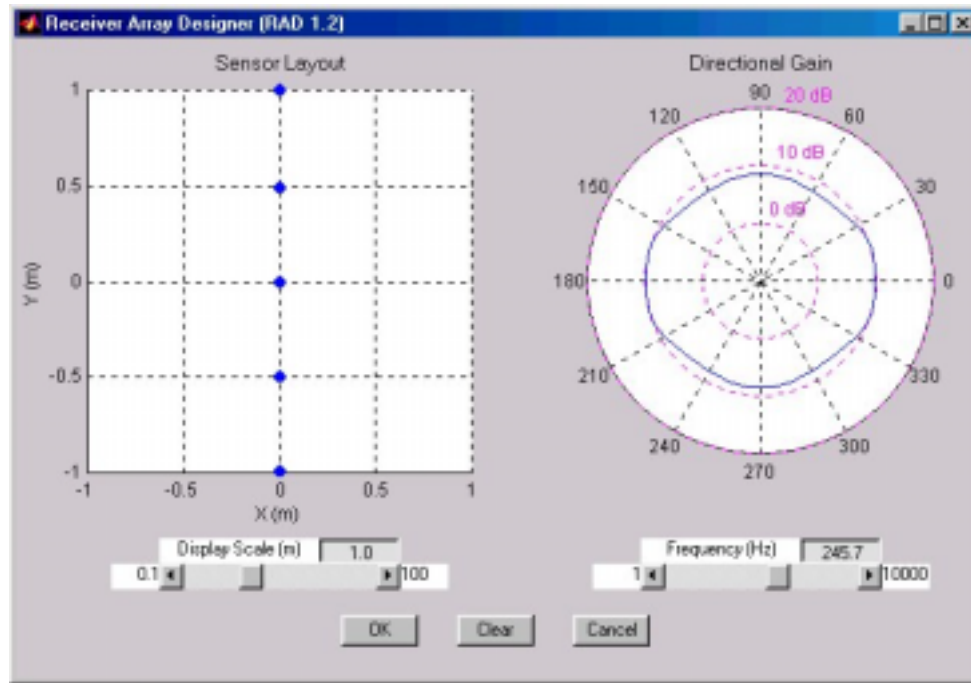 Receiver Array Designer (RAD 1.2)
Sensor Layout
1
0.5
0
-0.5
-1
Y (m)
-1
-0.5
0
0.5
1
X (m)
Directional Gain
90
20 dB
120
60
10 dB
150
30
0 dB
180
0
210
330
240
300
270
Display Scale (m)
1.0
0.1
100
Frequency (Hz)
245.7
1
10000
OK
Clear
Cancel